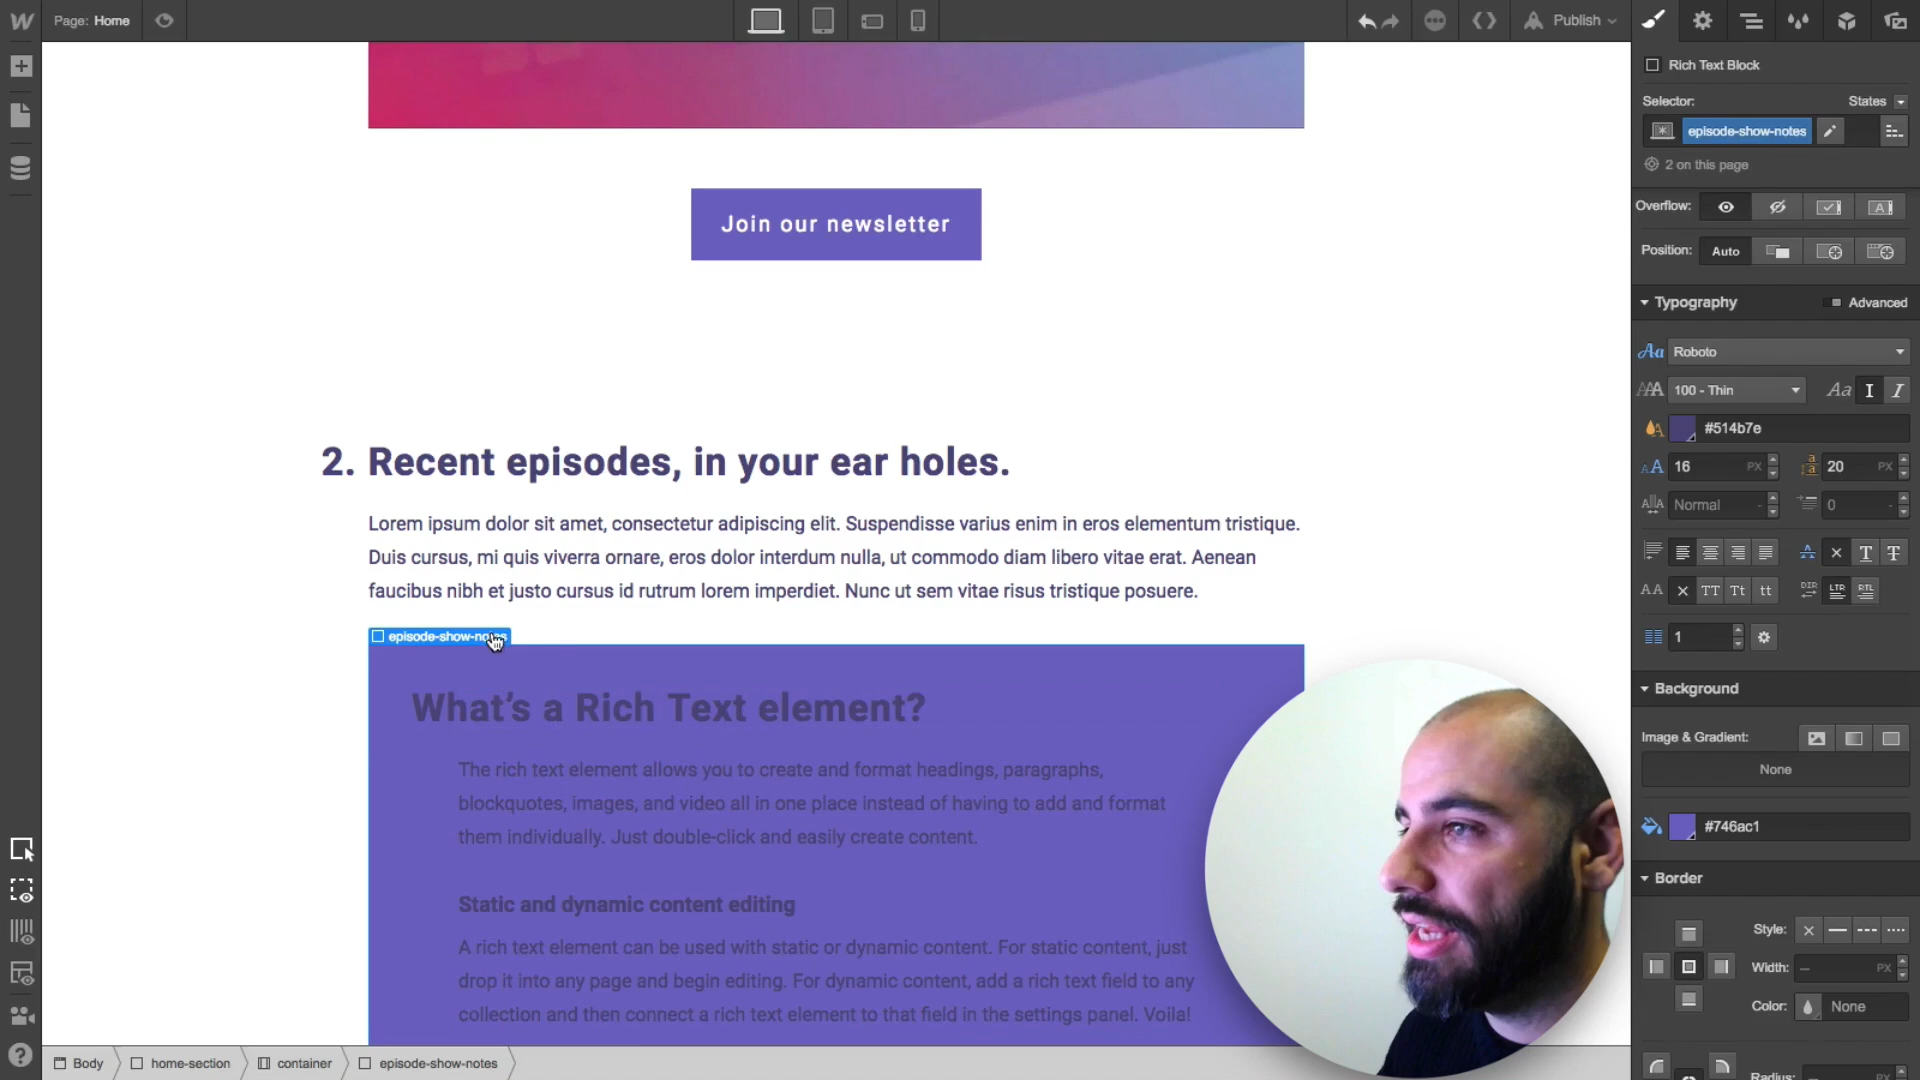 Page: Home
Publish
Rich Text Block
Selector:
States
episode-show-notes
2 on this page
Overflow:
Position:
Auto
Typography
Advanced
Roboto
100 - Thin
#514b7e
16
PX
20
PX
Normal
-
0
-
1
Background
Image & Gradient:
None
#746ac1
Border
Style:
Width:
–
PX
Color:
None
Join our newsletter
2. Recent episodes, in your ear holes.
Lorem ipsum dolor sit amet, consectetur adipiscing elit. Suspendisse varius enim in eros elementum tristique.
Duis cursus, mi quis viverra ornare, eros dolor interdum nulla, ut commodo diam libero vitae erat. Aenean
faucibus nibh et justo cursus id rutrum lorem imperdiet. Nunc ut sem vitae risus tristique posuere.
episode-show-notes
What’s a Rich Text element?
The rich text element allows you to create and format headings, paragraphs,
blockquotes, images, and video all in one place instead of having to add and format
them individually. Just double-click and easily create content.
Static and dynamic content editing
A rich text element can be used with static or dynamic content. For static content, just
drop it into any page and begin editing. For dynamic content, add a rich text field to any
collection and then connect a rich text element to that field in the settings panel. Voila!
Body
home-section
container
episode-show-notes